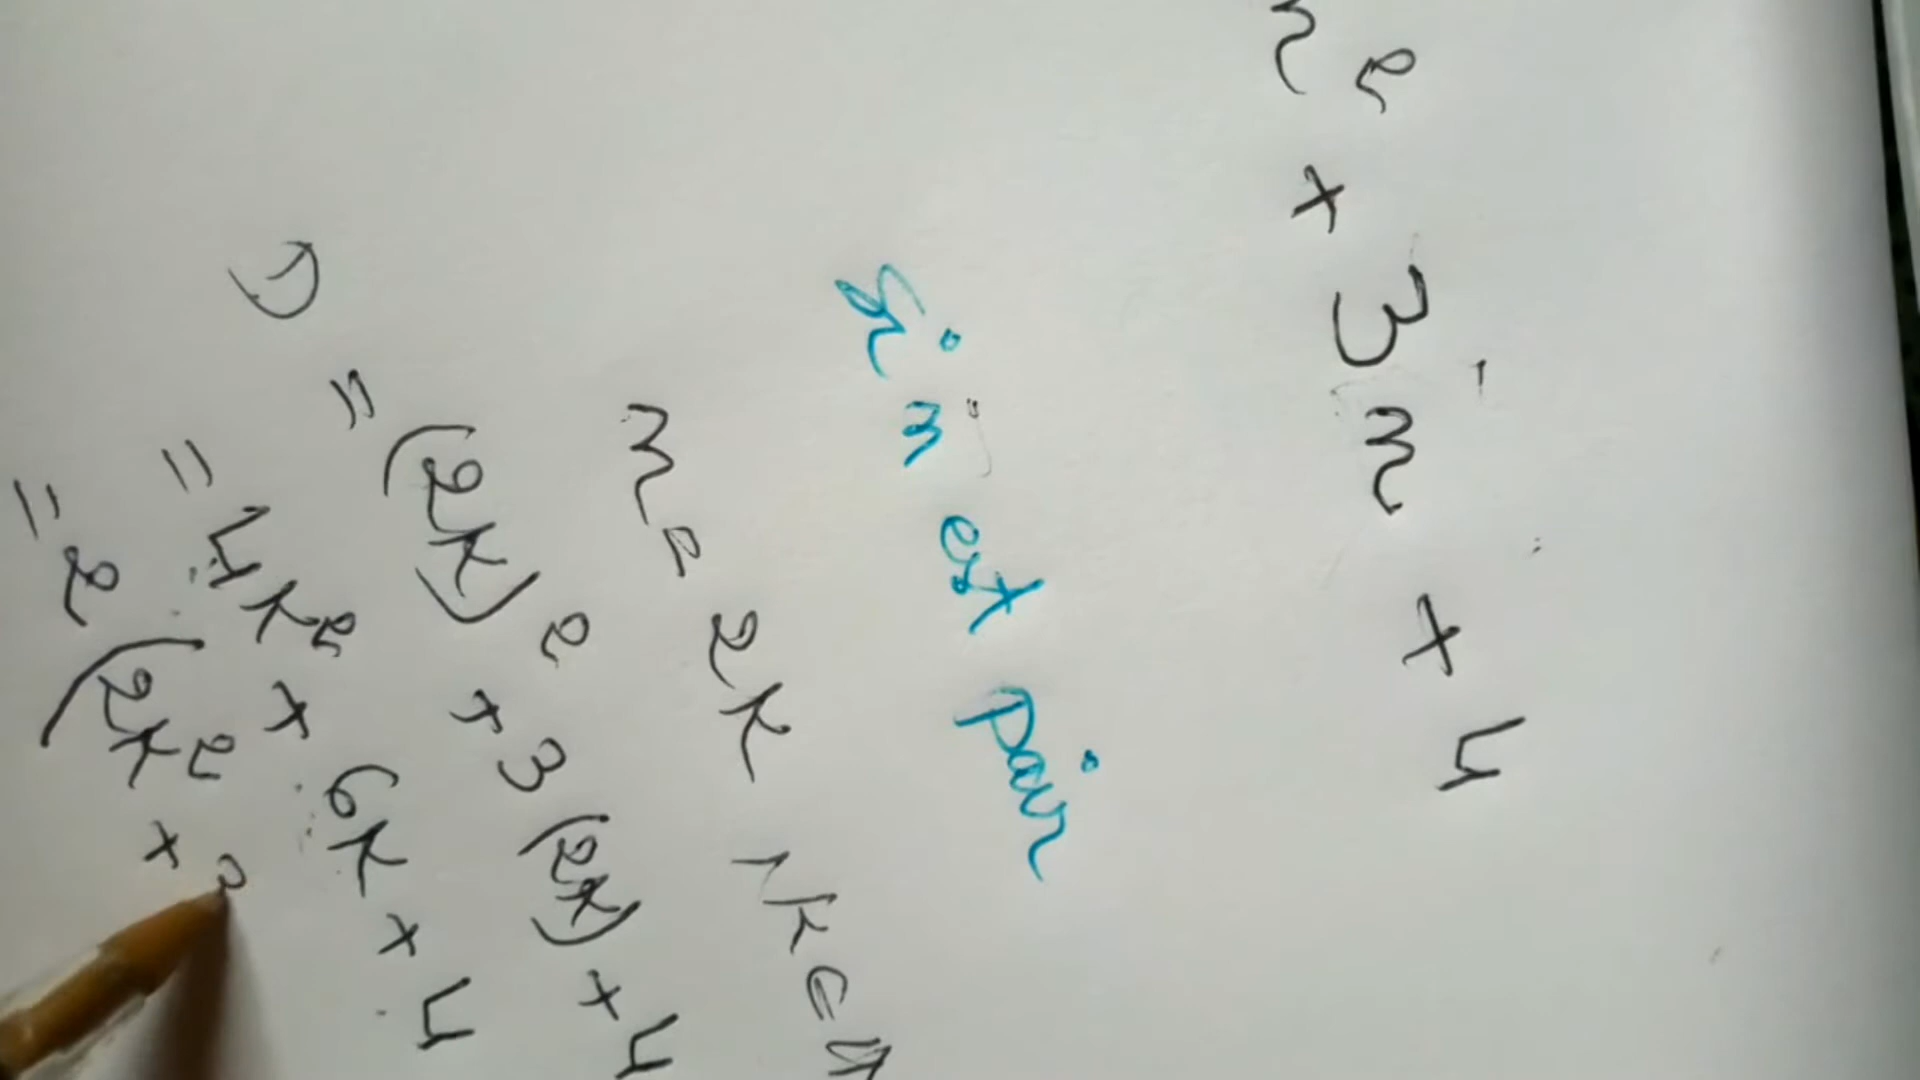 n² + 3n + 4
Si n est pair
n = 2k , k ∈ N
D = (2k)² + 3(2k) + 4
= 4k² + 6k + 4
= 2(2k² + 3